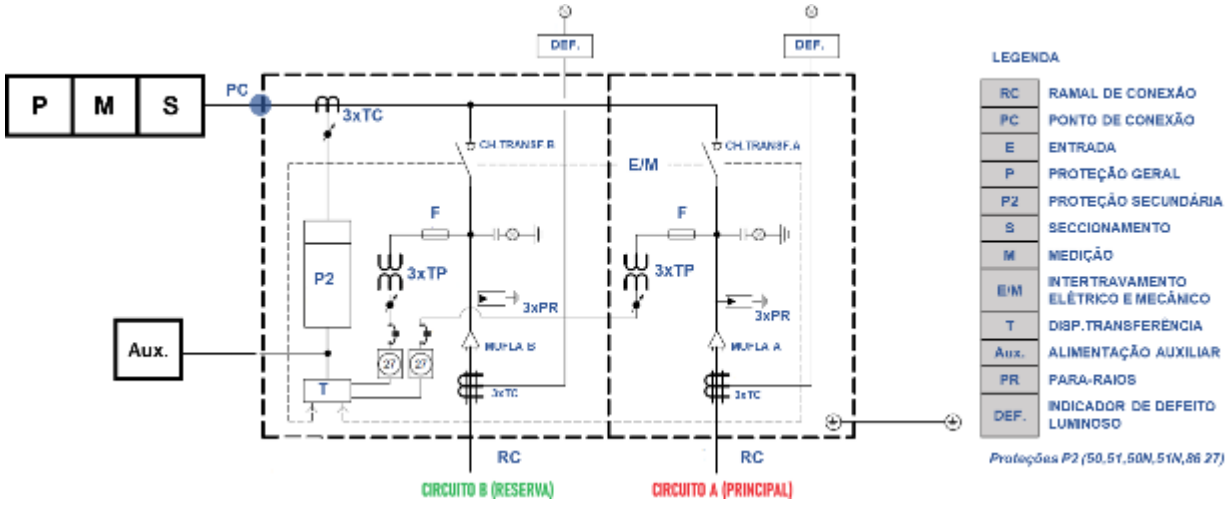 DEF.
DEF.
P
M
S
PC
3xTC
CH.TRANSF.B
E/M
CH.TRANSF.A
F
F
P2
3xTP
3xTP
3xPR
3xPR
MUFLA B
MUFLA A
Aux.
27
27
T
3xTC
3xTC
RC
RC
CIRCUITO B (RESERVA)
CIRCUITO A (PRINCIPAL)
LEGENDA
RC RAMAL DE CONEXÃO
PC PONTO DE CONEXÃO
E ENTRADA
P PROTEÇÃO GERAL
P2 PROTEÇÃO SECUNDÁRIA
S SECCIONAMENTO
M MEDIÇÃO
E/M INTERTRAVAMENTO
ELÉTRICO E MECÂNICO
T DISP.TRANSFERÊNCIA
Aux. ALIMENTAÇÃO AUXILIAR
PR PARA-RAIOS
DEF. INDICADOR DE DEFEITO
LUMINOSO
Proteções P2 (50,51,50N,51N,86 27)